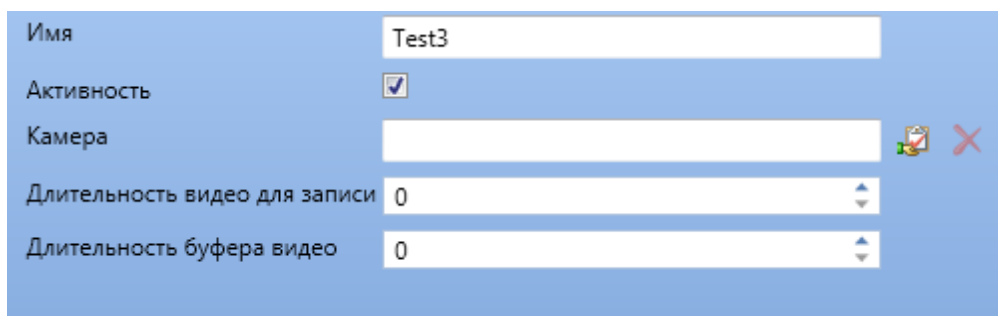 Имя Test3
Активность
Камера
Длительность видео для записи 0
Длительность буфера видео 0